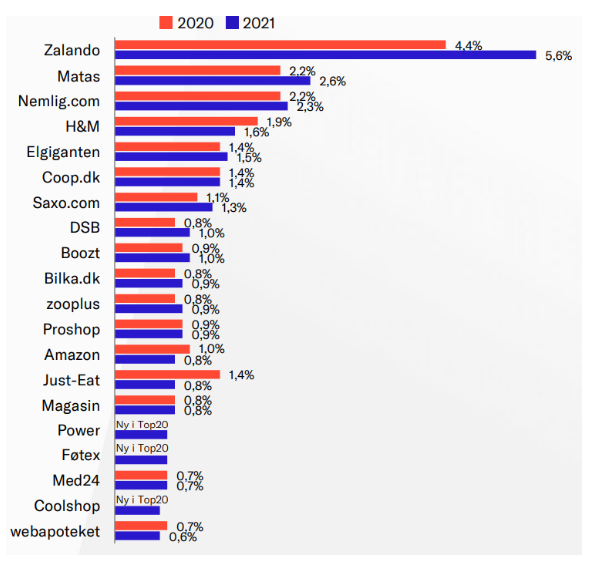 2020 2021
Zalando 4,4%
5,6%
Matas 2,2%
2,6%
Nemlig.com 2,2%
2,3%
H&M 1,9%
1,6%
Elgiganten 1,4%
1,5%
Coop.dk 1,4%
1,4%
Saxo.com 1,1%
1,3%
DSB 0,8%
1,0%
Boozt 0,9%
1,0%
Bilka.dk 0,8%
0,9%
zooplus 0,8%
0,9%
Proshop 0,9%
0,9%
Amazon 1,0%
0,8%
Just-Eat 1,4%
0,8%
Magasin 0,8%
0,8%
Power Ny i Top20
Føtex Ny i Top20
Med24 0,7%
0,7%
Coolshop Ny i Top20
webapoteket 0,7%
0,6%